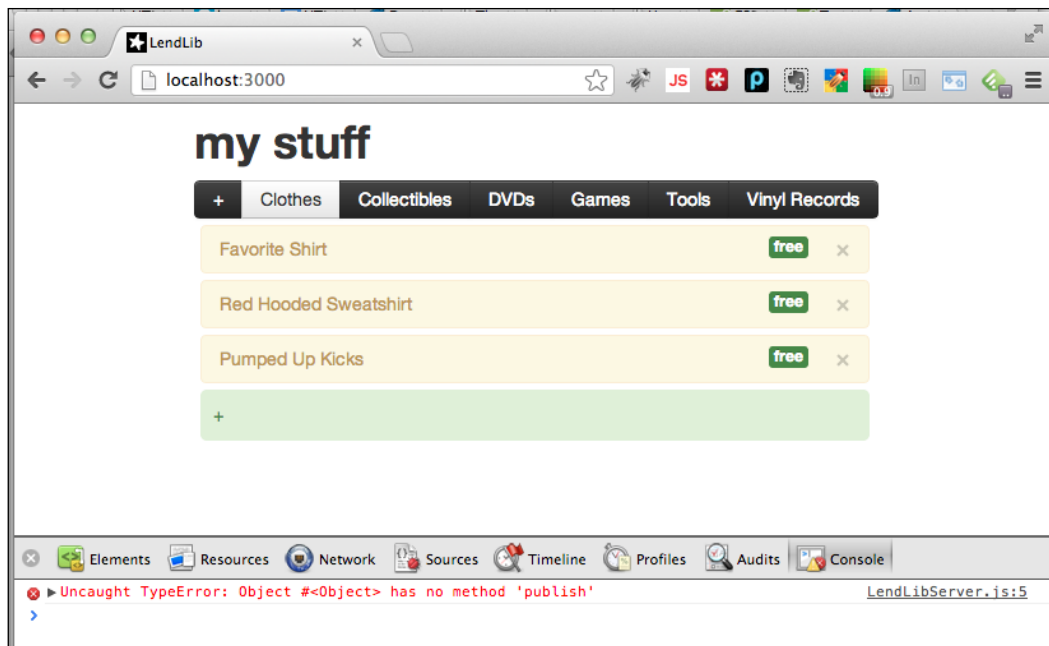 LendLib
localhost:3000
JS
p
0.9
In
my stuff
+ Clothes Collectibles DVDs Games Tools Vinyl Records
Favorite Shirt free ×
Red Hooded Sweatshirt free ×
Pumped Up Kicks free ×
+
Elements Resources Network Sources Timeline Profiles Audits Console
Uncaught TypeError: Object #<Object> has no method 'publish' LendLibServer.js:5
>